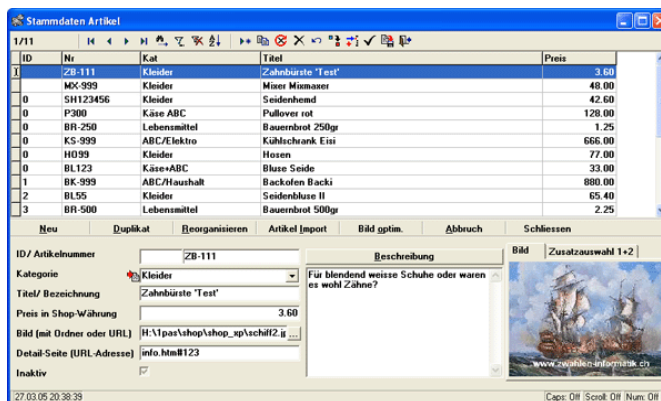 Stammdaten Artikel
1/11
ID Nr Kat Titel Preis
ZB-111 Kleider Zahnbürste 'Test' 3.60
MX-999 Kleider Mixer Mixmaxer 48.00
0 SH123456 Kleider Seidenhemd 42.60
0 P300 Käse ABC Pullover rot 128.00
0 BR-250 Lebensmittel Bauernbrot 250gr 1.25
0 KS-999 ABC/Elektro Kühlschrank Eisi 666.00
0 HO99 Kleider Hosen 77.00
0 BL123 Käse+ABC Bluse Seide 33.00
1 BK-999 ABC/Haushalt Backofen Backi 880.00
2 BL55 Kleider Seidenbluse II 65.40
3 BR-500 Lebensmittel Bauernbrot 500gr 2.25
Neu Duplikat Reorganisieren Artikel Import Bild optim. Abbruch Schliessen
ID/ Artikelnummer ZB-111
Kategorie Kleider
Titel/ Bezeichnung Zahnbürste 'Test'
Preis in Shop-Währung 3.60
Bild (mit Ordner oder URL) H:\1pas\shop\shop_xp\schiff2.jp ...
Detail-Seite (URL-Adresse) info.htm#123
Inaktiv
Beschreibung
Für blendend weisse Schuhe oder waren
es wohl Zähne?
Bild Zusatzauswahl 1+2
www.zwahlen-informatik.ch
27.03.05 20:38:39 Caps: Off Scroll: Off Num: Off